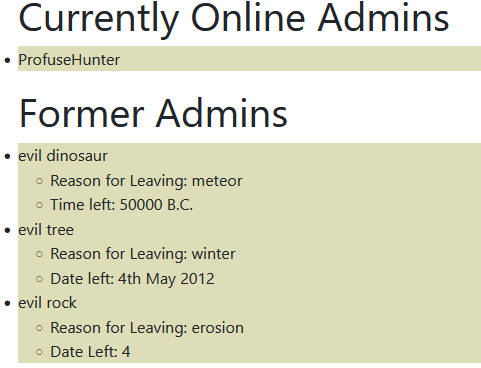 Currently Online Admins
ProfuseHunter
Former Admins
evil dinosaur
Reason for Leaving: meteor
Time left: 50000 B.C.
evil tree
Reason for Leaving: winter
Date left: 4th May 2012
evil rock
Reason for Leaving: erosion
Date Left: 4